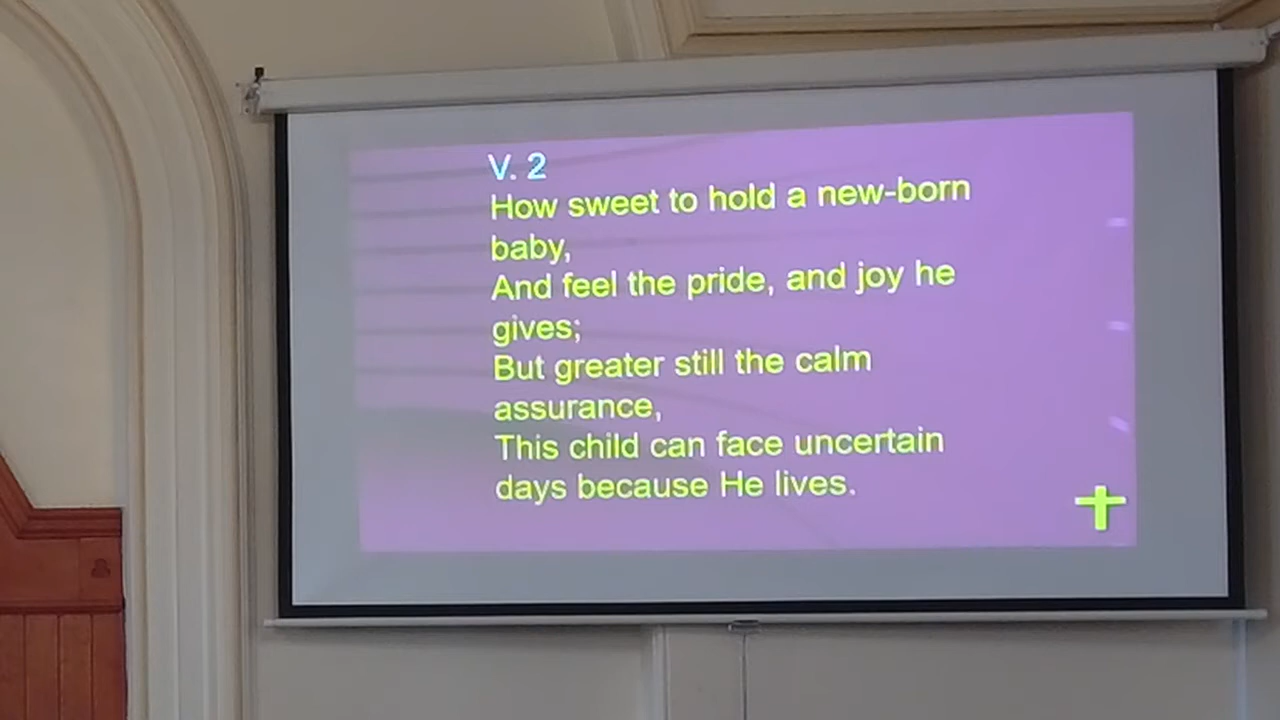 V. 2
How sweet to hold a new-born
baby,
And feel the pride, and joy he
gives;
But greater still the calm
assurance,
This child can face uncertain
days because He lives.